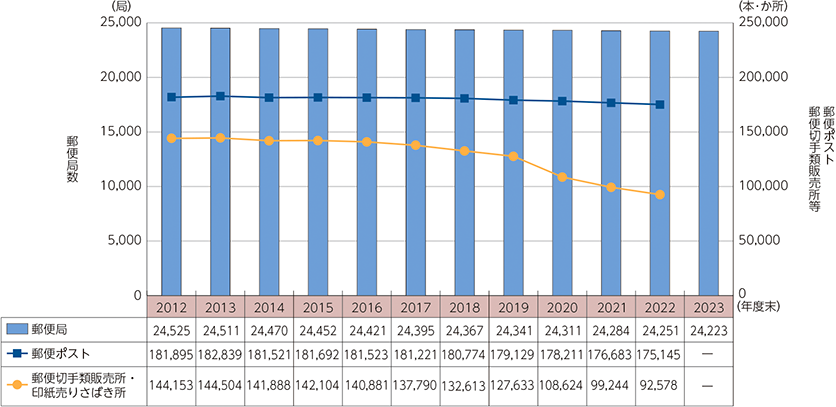 (局)
(本・か所)
25,000
20,000
15,000
10,000
5,000
0
郵便局数
250,000
200,000
150,000
100,000
50,000
0
郵便ポスト
郵便切手類販売所等
2012 2013 2014 2015 2016 2017 2018 2019 2020 2021 2022 2023 (年度末)
郵便局 24,525 24,511 24,470 24,452 24,421 24,395 24,367 24,341 24,311 24,284 24,251 24,223
郵便ポスト 181,895 182,839 181,521 181,692 181,523 181,221 180,774 179,129 178,211 176,683 175,145 —
郵便切手類販売所・
印紙売りさばき所 144,153 144,504 141,888 142,104 140,881 137,790 132,613 127,633 108,624 99,244 92,578 —